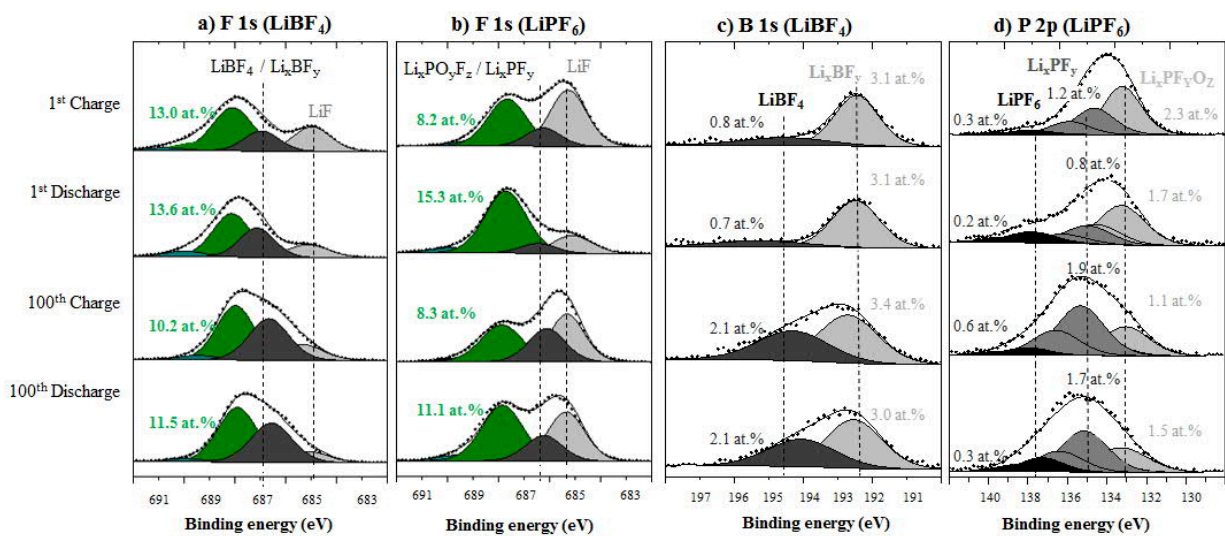 a) F 1s (LiBF₄)
b) F 1s (LiPF₆)
c) B 1s (LiBF₄)
d) P 2p (LiPF₆)
LiBF₄ / LiₓBFᵧ
LiF
LiₓPOᵧF_z / LiₓPFᵧ
LiF
LiBF₄
LiₓBFᵧ
LiPF₆
LiₓPFᵧ
LiₓPF_YO_Z
1ˢᵗ Charge
13.0 at.%
8.2 at.%
0.8 at.%
3.1 at.%
0.3 at.%
1.2 at.%
2.3 at.%
1ˢᵗ Discharge
13.6 at.%
15.3 at.%
0.7 at.%
3.1 at.%
0.2 at.%
0.8 at.%
1.7 at.%
100ᵗʰ Charge
10.2 at.%
8.3 at.%
2.1 at.%
3.4 at.%
0.6 at.%
1.9 at.%
1.1 at.%
100ᵗʰ Discharge
11.5 at.%
11.1 at.%
2.1 at.%
3.0 at.%
0.3 at.%
1.7 at.%
1.5 at.%
691 689 687 685 683
691 689 687 685 683
197 196 195 194 193 192 191
140 138 136 134 132 130
Binding energy (eV)
Binding energy (eV)
Binding energy (eV)
Binding energy (eV)